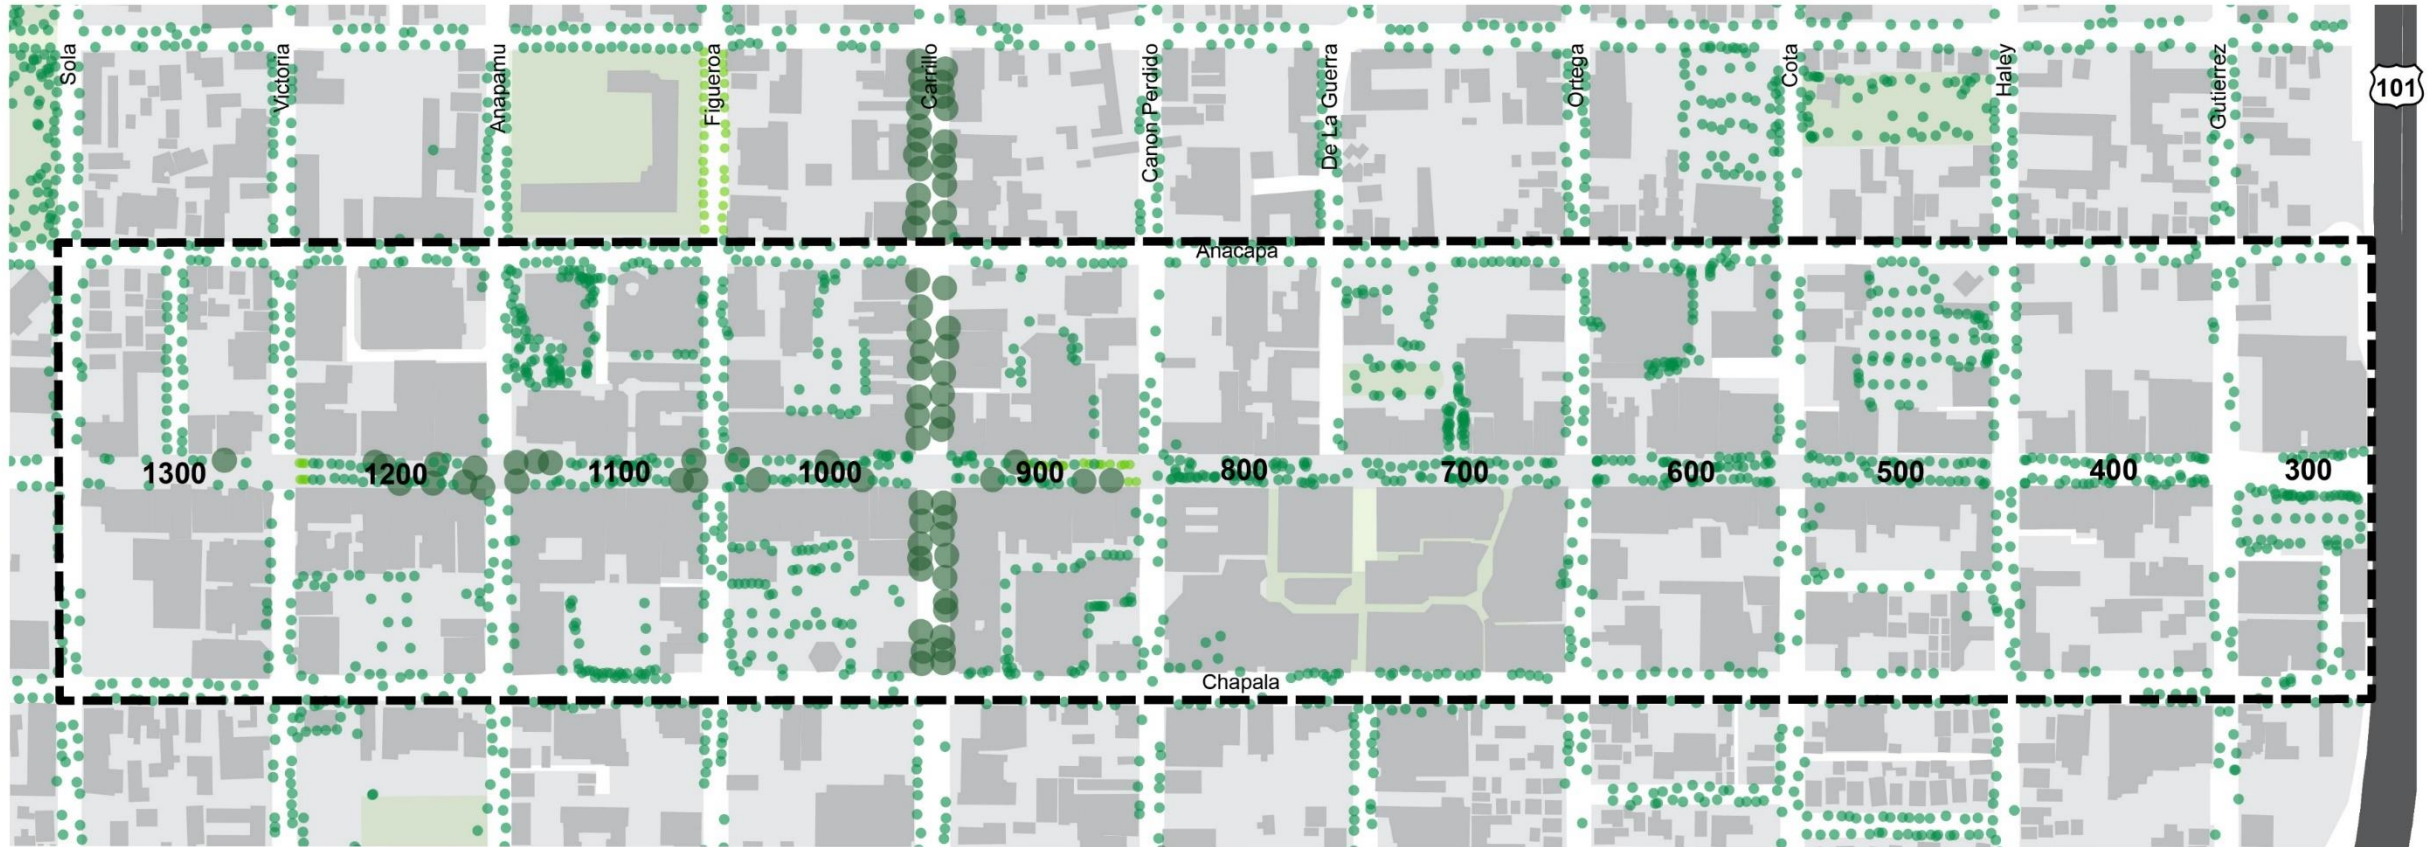 Sola
Victoria
Anapamu
Figueroa
Carrillo
Canon Perdido
De La Guerra
Ortega
Cota
Haley
Gutierrez
101
Anacapa
1300
1200
1100
1000
900
800
700
600
500
400
300
Chapala